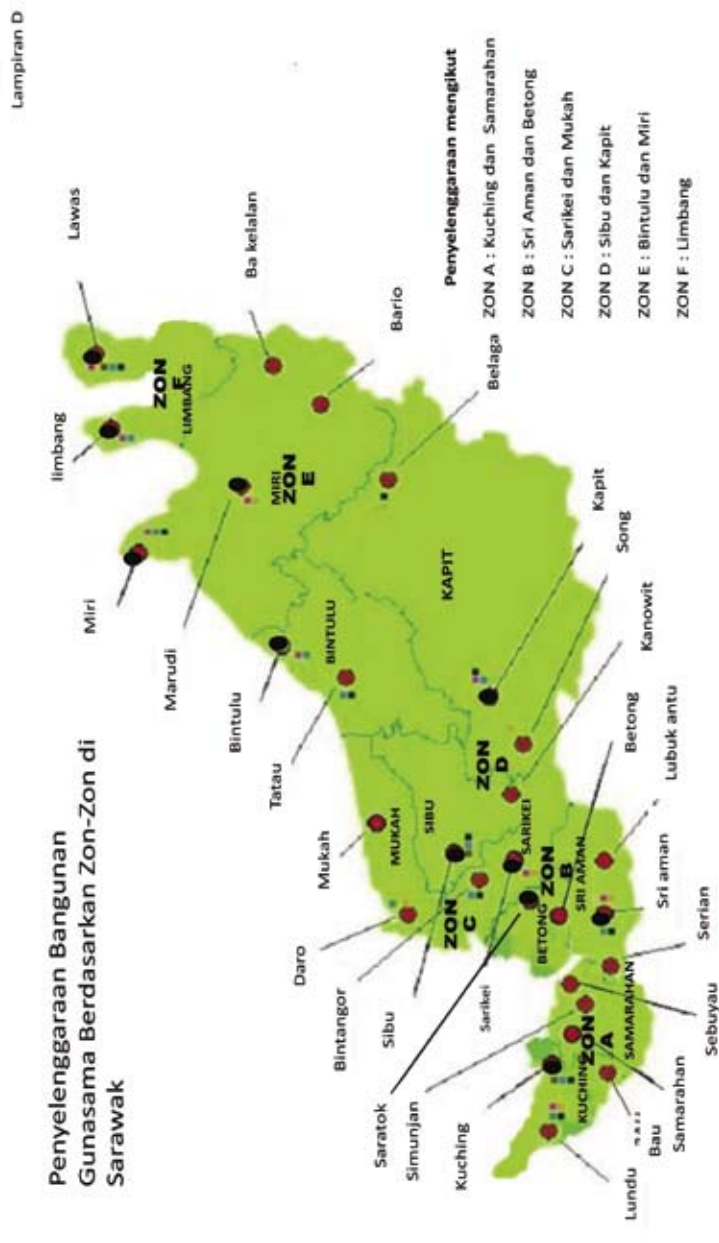 Lampiran D
Penyelenggaraan Bangunan
Gunasama Berdasarkan Zon-Zon di
Sarawak
Lawas
limbang
Miri
Marudi
Bintulu
Tatau
Mukah
Daro
Bintangor
Sibu
Sarikei
Saratok
Simunjan
Kuching
Lundu
Bau
Samarahan
Sebuyau
Serian
Sri aman
Lubuk antu
Betong
Kanowit
Song
Kapit
Belaga
Bario
Ba kelalan
ZON
LIMBANG
MIRI
ZON
E
BINTULU
KAPIT
MUKAH
SIBU
ZON
D
ZON
C
SARIKEI
BETONG
ZON
B
SRI AMAN
KUCHING
ZON
A
SAMARAHAN
Penyelenggaraan mengikut
ZON A : Kuching dan Samarahan
ZON B : Sri Aman dan Betong
ZON C : Sarikei dan Mukah
ZON D : Sibu dan Kapit
ZON E : Bintulu dan Miri
ZON F : Limbang